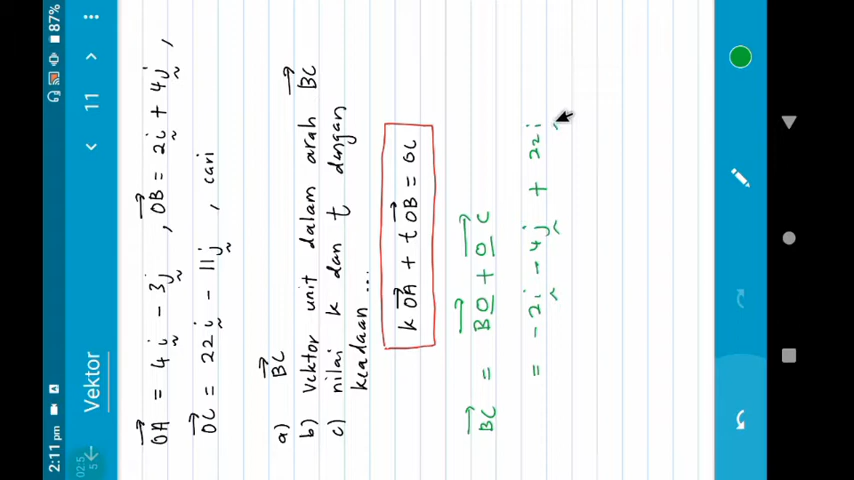 2:11 pm
87%
Vektor
11
OA = 4i - 3j , OB = 2i + 4j ,
OC = 22i - 11j , cari
a) BC
b) vektor unit dalam arah BC
c) nilai k dan t dengan
keadaan ...
k OA + t OB = OC
BC = BO + OC
= -2i - 4j + 22i